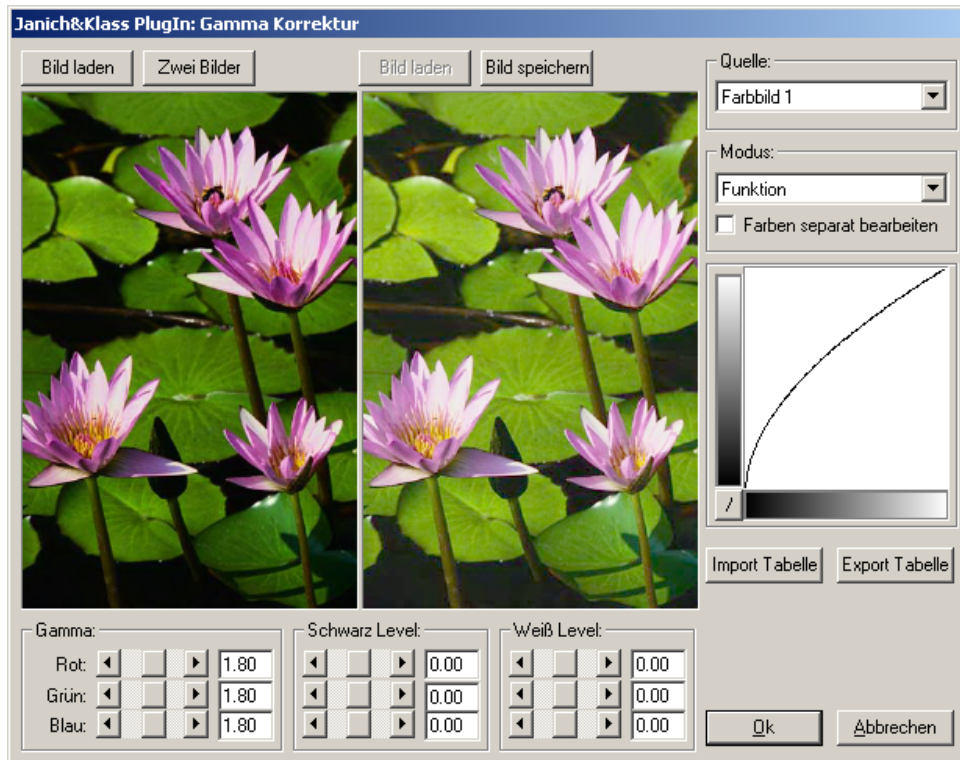 Janich&Klass PlugIn: Gamma Korrektur
Bild laden
Zwei Bilder
Bild laden
Bild speichern
Quelle:
Farbbild 1
Modus:
Funktion
Farben separat bearbeiten
/
Import Tabelle
Export Tabelle
Gamma:
Rot: 1.80
Grün: 1.80
Blau: 1.80
Schwarz Level:
0.00
0.00
0.00
Weiß Level:
0.00
0.00
0.00
Ok
Abbrechen